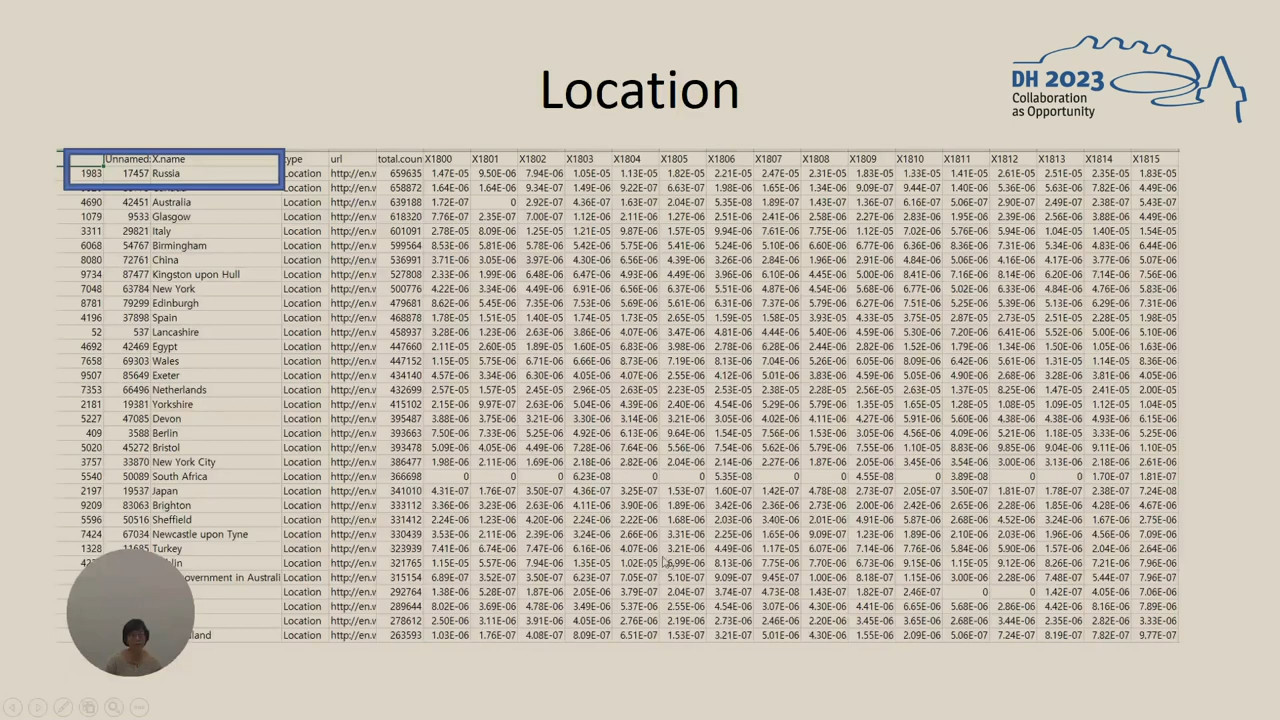 Location
DH 2023
Collaboration
as Opportunity
Unnamed: X.name type url total.coun X1800 X1801 X1802 X1803 X1804 X1805 X1806 X1807 X1808 X1809 X1810 X1811 X1812 X1813 X1814 X1815
1983 17457 Russia Location http://en.v 659635 1.47E-05 9.50E-06 7.94E-06 1.05E-05 1.13E-05 1.82E-05 2.21E-05 2.47E-05 2.31E-05 1.83E-05 1.33E-05 1.41E-05 2.61E-05 2.51E-05 2.35E-05 1.83E-05
Location http://en.v 658872 1.64E-06 1.64E-06 9.34E-07 1.49E-06 9.22E-07 6.63E-07 1.98E-06 1.65E-06 1.34E-06 1.83E-06 9.44E-07 1.40E-06 5.36E-06 5.63E-06 7.82E-06 4.49E-06
4690 42451 Australia Location http://en.v 639188 1.72E-07 0 2.92E-07 4.36E-07 1.63E-07 2.04E-07 5.35E-08 1.89E-07 1.43E-07 1.36E-07 6.16E-07 5.06E-07 2.90E-07 2.49E-07 2.38E-07 5.43E-07
1079 9533 Glasgow Location http://en.v 618320 7.76E-07 2.35E-07 7.00E-07 1.12E-06 2.11E-06 1.27E-06 2.51E-06 2.41E-06 2.58E-06 2.27E-06 2.83E-06 1.95E-06 2.39E-06 2.56E-06 3.88E-06 4.49E-06
3311 29821 Italy Location http://en.v 601091 2.78E-05 8.09E-06 1.25E-05 1.21E-05 9.87E-06 1.57E-05 9.94E-06 7.61E-06 7.75E-06 1.12E-05 7.02E-06 5.76E-06 5.94E-06 1.04E-05 1.40E-05 1.54E-05
6068 54767 Birmingham Location http://en.v 599564 8.53E-06 5.81E-06 5.78E-06 5.42E-06 5.75E-06 5.41E-06 5.24E-06 5.10E-06 6.60E-06 6.77E-06 6.36E-06 8.36E-06 7.31E-06 5.34E-06 4.83E-06 6.44E-06
8080 72761 China Location http://en.v 536991 3.71E-06 3.05E-06 3.97E-06 4.30E-06 6.56E-06 4.39E-06 3.26E-06 2.84E-06 1.96E-06 2.91E-06 4.84E-06 5.06E-06 4.16E-06 4.17E-06 3.77E-06 5.07E-06
9734 87477 Kingston upon Hull Location http://en.v 527808 2.33E-06 1.99E-06 6.48E-06 6.47E-06 4.93E-06 4.49E-06 3.96E-06 6.10E-06 4.45E-06 5.00E-06 8.41E-06 7.16E-06 8.14E-06 6.20E-06 7.14E-06 7.56E-06
7048 63784 New York Location http://en.v 500776 4.22E-06 3.34E-06 4.49E-06 6.91E-06 6.56E-06 6.37E-06 5.51E-06 4.87E-06 4.54E-06 5.68E-06 6.77E-06 5.02E-06 6.33E-06 4.84E-06 4.76E-06 5.83E-06
8781 79299 Edinburgh Location http://en.v 479681 8.62E-06 5.45E-06 7.35E-06 7.53E-06 5.69E-06 5.61E-06 6.31E-06 7.37E-06 5.79E-06 6.27E-06 7.51E-06 5.25E-06 5.39E-06 5.13E-06 6.29E-06 7.31E-06
4196 37898 Spain Location http://en.v 468878 1.78E-05 1.51E-05 1.40E-05 1.74E-05 1.73E-05 2.65E-05 1.59E-05 1.58E-05 3.93E-05 4.33E-05 3.75E-05 2.87E-05 2.73E-05 2.51E-05 2.28E-05 1.98E-05
52 537 Lancashire Location http://en.v 458937 3.28E-06 1.23E-06 2.63E-06 3.86E-06 4.07E-06 3.47E-06 4.81E-06 4.44E-06 5.40E-06 4.59E-06 5.30E-06 7.20E-06 6.41E-06 5.52E-06 5.00E-06 5.10E-06
4692 42469 Egypt Location http://en.v 447660 2.11E-05 2.60E-05 1.89E-05 1.60E-05 6.83E-06 3.98E-06 2.78E-06 6.28E-06 2.44E-06 2.82E-06 1.52E-06 1.79E-06 1.34E-06 1.50E-06 1.05E-06 1.63E-06
7658 69303 Wales Location http://en.v 447152 1.15E-05 5.75E-06 6.71E-06 6.66E-06 8.73E-06 7.19E-06 8.13E-06 7.04E-06 5.26E-06 6.05E-06 8.09E-06 6.42E-06 5.61E-06 1.31E-05 1.14E-05 8.36E-06
9507 85649 Exeter Location http://en.v 434140 4.57E-06 3.34E-06 6.30E-06 4.05E-06 4.07E-06 2.55E-06 4.12E-06 5.01E-06 3.83E-06 4.59E-06 5.05E-06 4.90E-06 2.68E-06 3.28E-06 3.81E-06 4.05E-06
7353 66496 Netherlands Location http://en.v 432699 2.57E-05 1.57E-05 2.45E-05 2.96E-05 2.63E-05 2.23E-05 2.53E-05 2.38E-05 2.28E-05 2.56E-05 2.63E-05 1.37E-05 8.25E-06 1.47E-05 2.41E-05 2.00E-05
2181 19381 Yorkshire Location http://en.v 415102 2.15E-06 9.97E-07 2.63E-06 5.04E-06 4.39E-06 2.40E-06 4.54E-06 5.29E-06 5.79E-06 1.35E-05 1.65E-05 1.28E-05 1.08E-05 1.09E-05 1.12E-05 1.04E-05
5227 47085 Devon Location http://en.v 395487 3.88E-06 3.75E-06 3.21E-06 3.30E-06 3.14E-06 3.21E-06 3.05E-06 4.02E-06 4.11E-06 4.27E-06 5.91E-06 5.60E-06 4.38E-06 4.38E-06 4.93E-06 6.15E-06
409 3588 Berlin Location http://en.v 393663 7.50E-06 7.33E-06 5.25E-06 4.92E-06 6.13E-06 9.64E-06 1.54E-05 7.56E-06 1.53E-06 3.05E-06 4.56E-06 4.09E-06 5.21E-06 1.18E-05 3.33E-06 5.25E-06
5020 45272 Bristol Location http://en.v 393478 5.09E-06 4.05E-06 4.49E-06 7.28E-06 7.64E-06 5.56E-06 7.54E-06 5.62E-06 5.79E-06 7.55E-06 1.10E-05 8.83E-06 9.85E-06 9.04E-06 9.11E-06 1.10E-05
3757 33870 New York City Location http://en.v 386477 1.98E-06 2.11E-06 1.69E-06 2.18E-06 2.82E-06 2.04E-06 2.14E-06 2.27E-06 1.87E-06 2.05E-06 3.45E-06 3.54E-06 3.00E-06 3.13E-06 2.18E-06 2.61E-06
5540 50089 South Africa Location http://en.v 366698 0 0 0 6.23E-08 0 0 5.35E-08 0 0 4.55E-08 0 3.89E-08 0 0 1.70E-07 1.81E-07
2197 19537 Japan Location http://en.v 341010 4.31E-07 1.76E-07 3.50E-07 4.36E-07 3.25E-07 1.53E-07 1.60E-07 1.42E-07 4.78E-08 2.73E-07 2.05E-07 3.50E-07 1.81E-07 1.78E-07 2.38E-07 7.24E-08
9209 83063 Brighton Location http://en.v 333112 3.36E-06 3.23E-06 2.63E-06 4.11E-06 3.90E-06 1.89E-06 3.42E-06 2.36E-06 2.73E-06 2.00E-06 2.42E-06 2.65E-06 2.28E-06 1.85E-06 4.28E-06 4.67E-06
5596 50516 Sheffield Location http://en.v 331412 2.24E-06 1.23E-06 4.20E-06 2.24E-06 2.22E-06 1.68E-06 2.03E-06 3.40E-06 2.01E-06 4.91E-06 5.87E-06 2.68E-06 4.52E-06 3.24E-06 1.67E-06 2.75E-06
7424 67034 Newcastle upon Tyne Location http://en.v 330439 3.53E-06 2.11E-06 2.39E-06 3.24E-06 2.66E-06 3.31E-06 2.25E-06 1.65E-06 9.09E-07 1.23E-06 1.89E-06 2.10E-06 2.03E-06 1.96E-06 4.56E-06 7.09E-06
1328 11685 Turkey Location http://en.v 323939 7.41E-06 6.74E-06 7.47E-06 6.16E-06 4.07E-06 3.21E-06 4.49E-06 1.17E-05 6.07E-06 7.14E-06 7.76E-06 5.84E-06 5.90E-06 1.57E-06 2.04E-06 2.64E-06
Location http://en.v 321765 1.15E-05 5.57E-06 7.94E-06 1.35E-05 1.02E-05 6.99E-06 8.13E-06 7.75E-06 7.70E-06 6.73E-06 9.15E-06 1.15E-05 9.12E-06 8.26E-06 7.21E-06 7.96E-06
overnment in Australi Location http://en.v 315154 6.89E-07 3.52E-07 3.50E-07 6.23E-07 7.05E-07 5.10E-07 9.09E-07 9.45E-07 1.00E-06 8.18E-07 1.15E-06 3.00E-06 2.28E-06 7.48E-07 5.44E-07 7.96E-07
Location http://en.v 292764 1.38E-06 5.28E-07 1.87E-06 2.05E-06 3.79E-07 2.04E-07 3.74E-07 4.73E-08 1.43E-07 1.82E-07 2.46E-07 0 0 1.42E-07 4.05E-07 7.06E-07
Location http://en.v 289644 8.02E-06 3.69E-06 4.78E-06 3.49E-06 5.37E-06 2.55E-06 4.54E-06 3.07E-06 4.30E-06 4.41E-06 6.65E-06 5.68E-06 2.86E-06 4.42E-06 8.16E-06 7.89E-06
Location http://en.v 278612 2.50E-06 3.11E-06 3.91E-06 4.05E-06 2.76E-06 2.19E-06 2.73E-06 2.46E-06 2.20E-06 3.45E-06 3.65E-06 2.68E-06 3.44E-06 2.35E-06 2.82E-06 3.33E-06
land Location http://en.v 263593 1.03E-06 1.76E-07 4.08E-07 8.09E-07 6.51E-07 1.53E-07 3.21E-07 5.01E-07 4.30E-07 1.55E-06 2.09E-06 5.06E-07 7.24E-07 8.19E-07 7.82E-07 9.77E-07